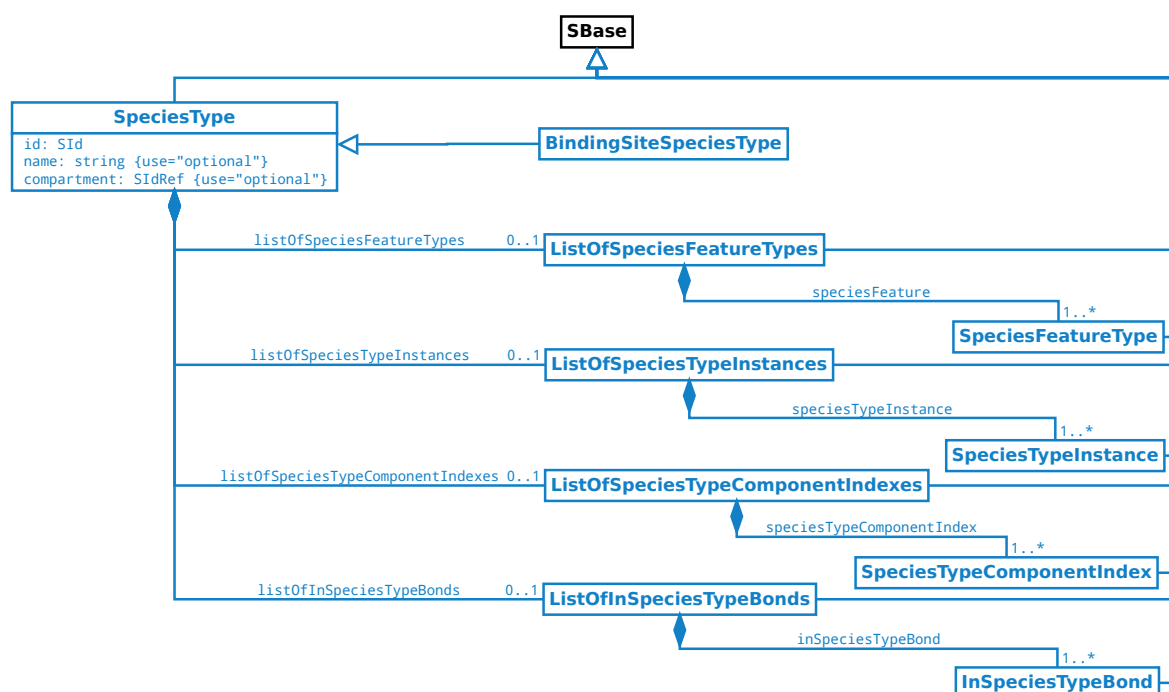 SBase
SpeciesType
id: SId
name: string {use="optional"}
compartment: SIdRef {use="optional"}
BindingSiteSpeciesType
listOfSpeciesFeatureTypes 0..1
ListOfSpeciesFeatureTypes
speciesFeature
1..*
SpeciesFeatureType
listOfSpeciesTypeInstances 0..1
ListOfSpeciesTypeInstances
speciesTypeInstance
1..*
SpeciesTypeInstance
listOfSpeciesTypeComponentIndexes 0..1
ListOfSpeciesTypeComponentIndexes
speciesTypeComponentIndex
1..*
SpeciesTypeComponentIndex
listOfInSpeciesTypeBonds 0..1
ListOfInSpeciesTypeBonds
inSpeciesTypeBond
1..*
InSpeciesTypeBond